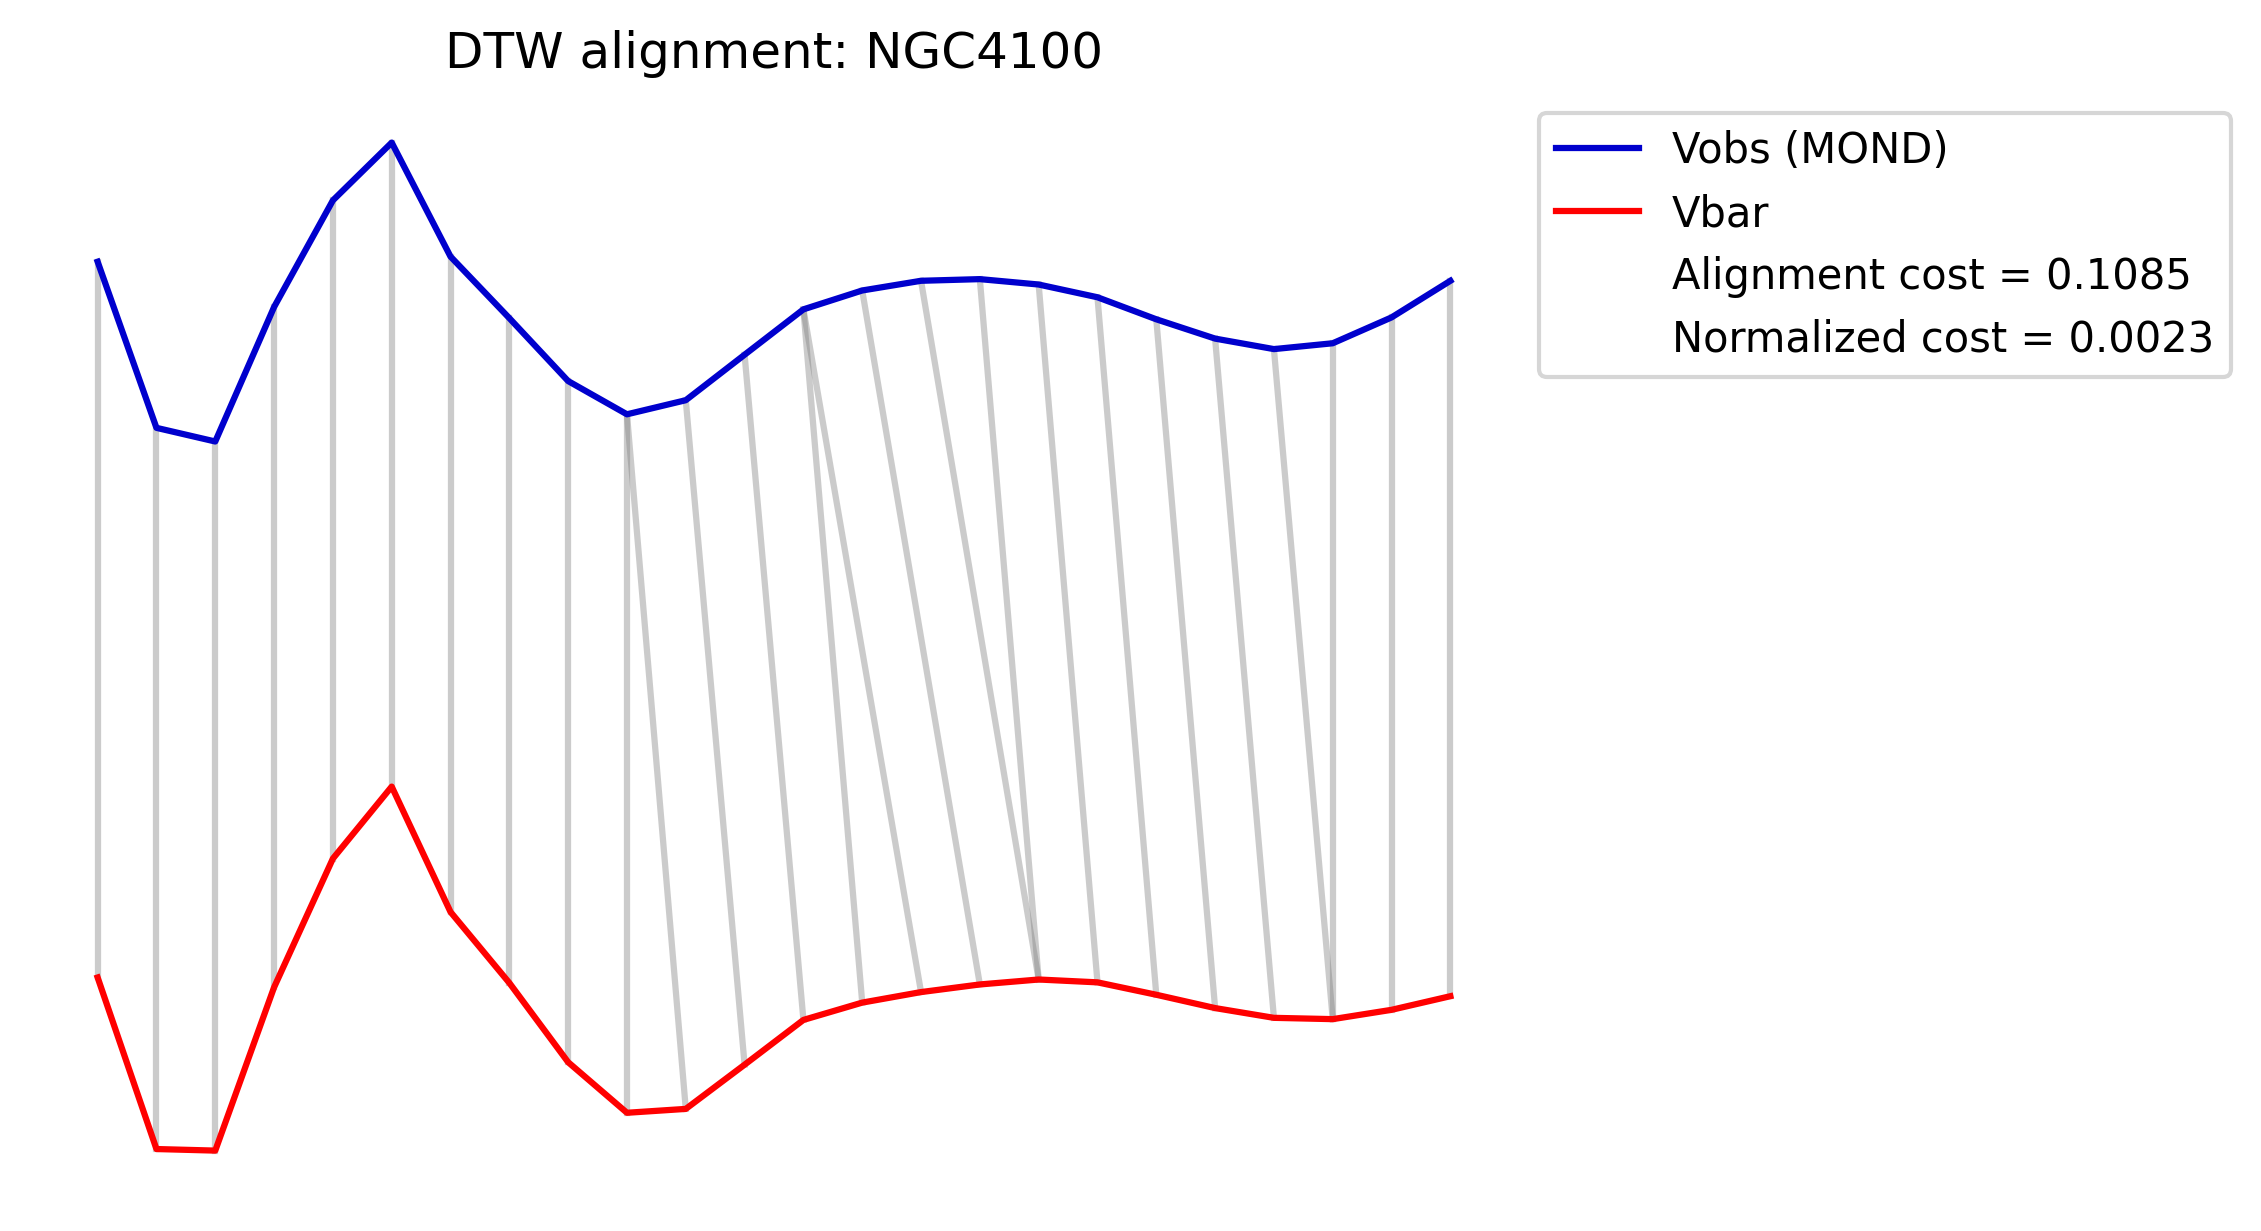 DTW alignment: NGC4100
Vobs (MOND)
Vbar
Alignment cost = 0.1085
Normalized cost = 0.0023